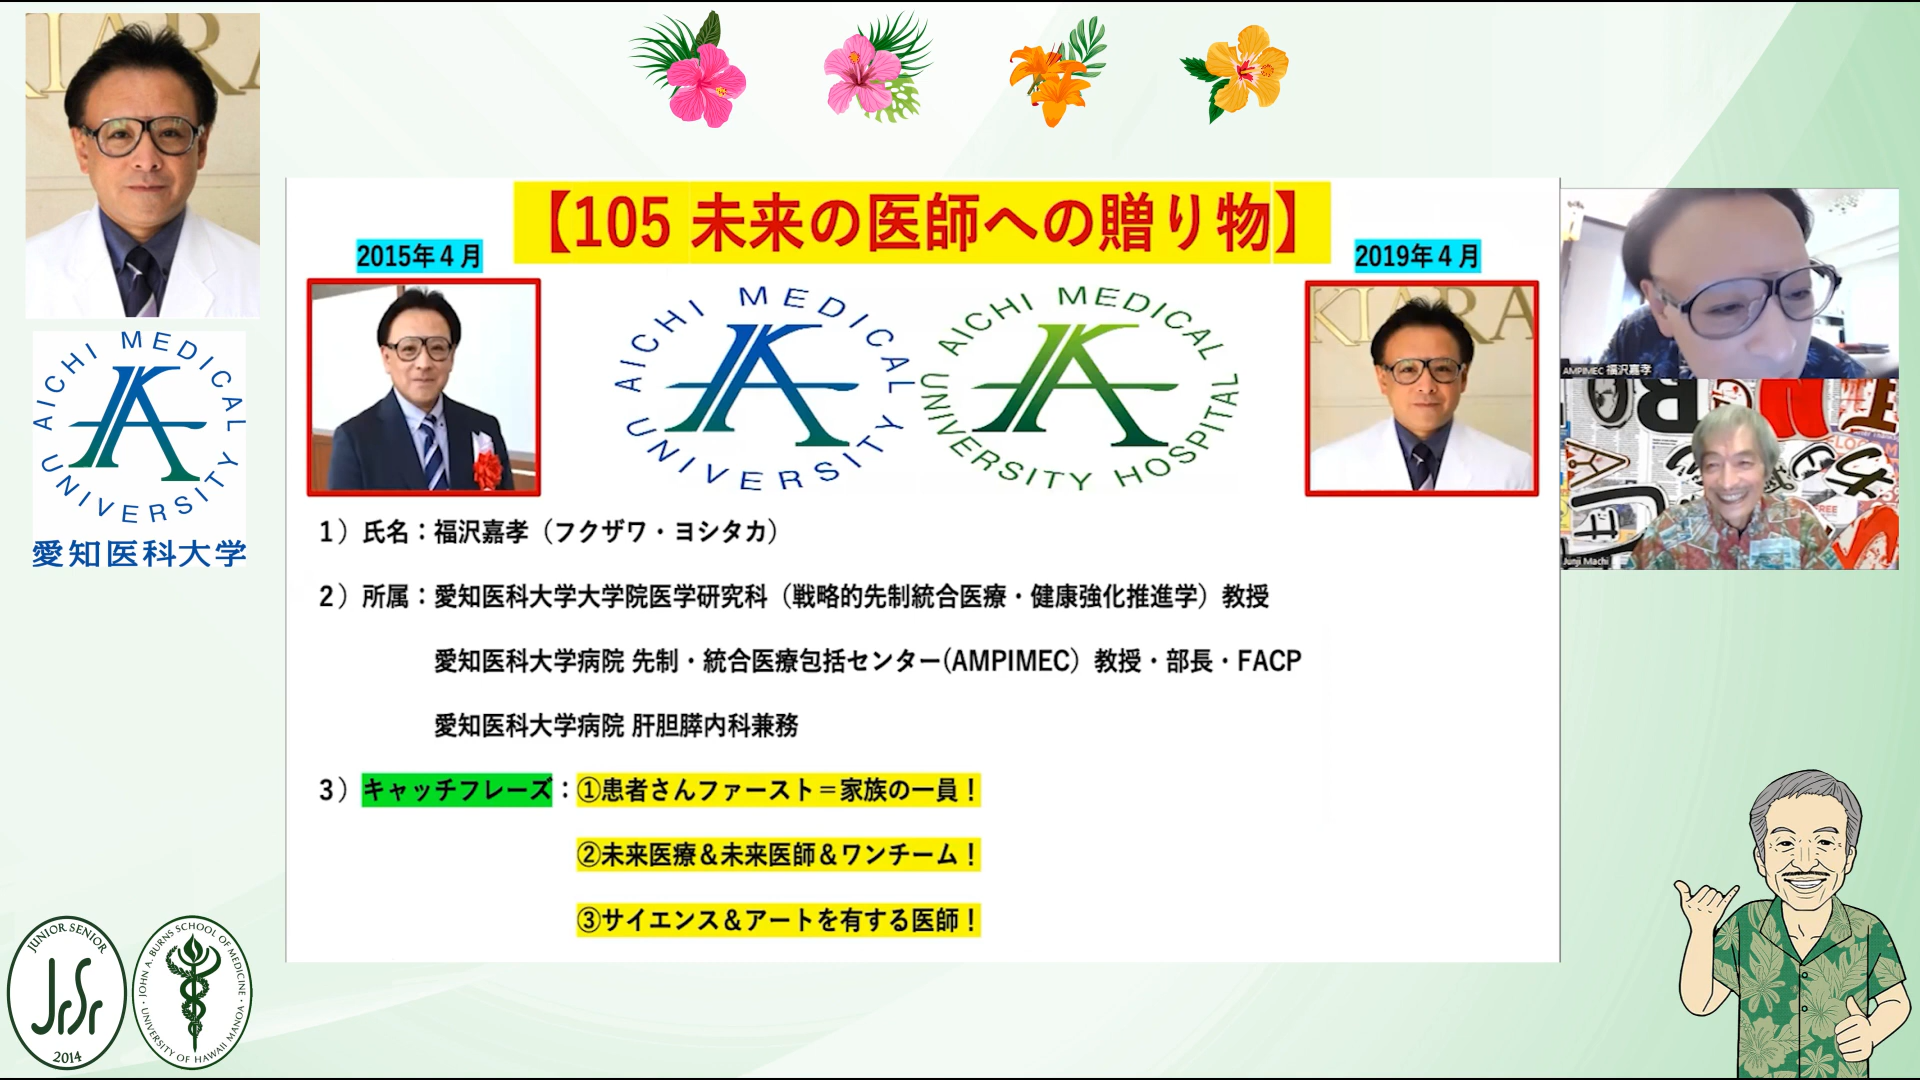 【105 未来の医師への贈り物】
2015年４月
2019年４月
KIARA
AICHI MEDICAL UNIVERSITY
愛知医科大学
AICHI MEDICAL UNIVERSITY
AICHI MEDICAL UNIVERSITY HOSPITAL
KIARA
AMPIMEC 福沢嘉孝
Junji Machi
1）氏名：福沢嘉孝（フクザワ・ヨシタカ）
2）所属：愛知医科大学大学院医学研究科（戦略的先制統合医療・健康強化推進学）教授
愛知医科大学病院 先制・統合医療包括センター(AMPIMEC）教授・部長・FACP
愛知医科大学病院 肝胆膵内科兼務
3）キャッチフレーズ：①患者さんファースト＝家族の一員！
②未来医療＆未来医師＆ワンチーム！
③サイエンス＆アートを有する医師！
JUNIOR SENIOR
JrSr
2014
JOHN A. BURNS SCHOOL OF MEDICINE • UNIVERSITY OF HAWAII MANOA •